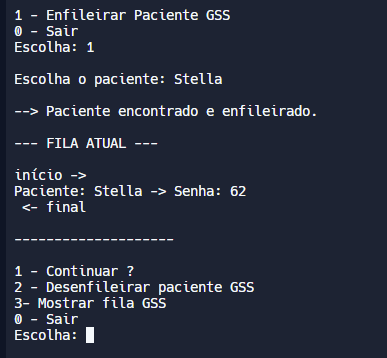 1 - Enfileirar Paciente GSS
0 - Sair
Escolha: 1
Escolha o paciente: Stella
--> Paciente encontrado e enfileirado.
--- FILA ATUAL ---
início ->
Paciente: Stella -> Senha: 62
<- final
--------------------
1 - Continuar ?
2 - Desenfileirar paciente GSS
3- Mostrar fila GSS
0 - Sair
Escolha: